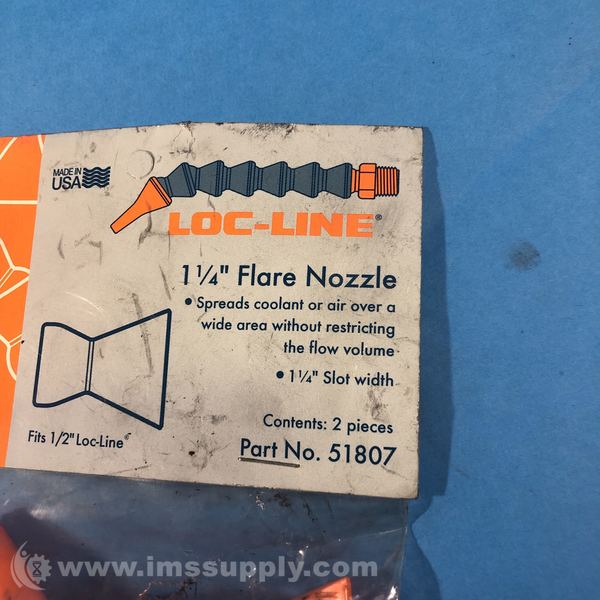 MADE IN
USA
LOC-LINE®
1¼" Flare Nozzle
• Spreads coolant or air over a
wide area without restricting
the flow volume
• 1¼" Slot width
Contents: 2 pieces
Fits 1/2" Loc-Line®
Part No. 51807
www.imssupply.com